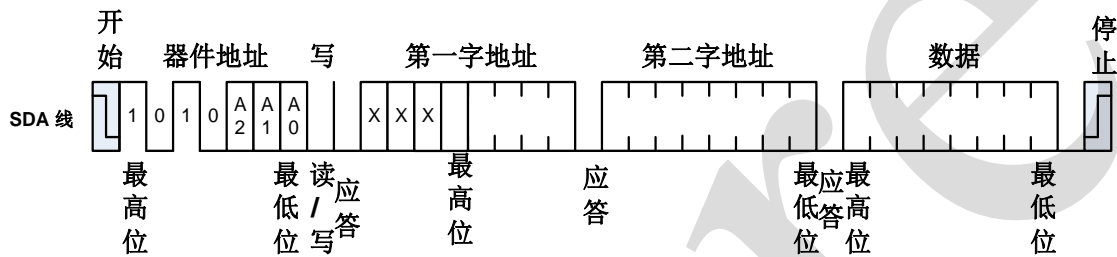 开始 器件地址 写 第一字地址 第二字地址 数据 停止
SDA 线 1 0 1 0 A2 A1 A0 X X X
最高位 最低位 读/写 应答 最高位 应答 最低位 应答 最高位 最低位